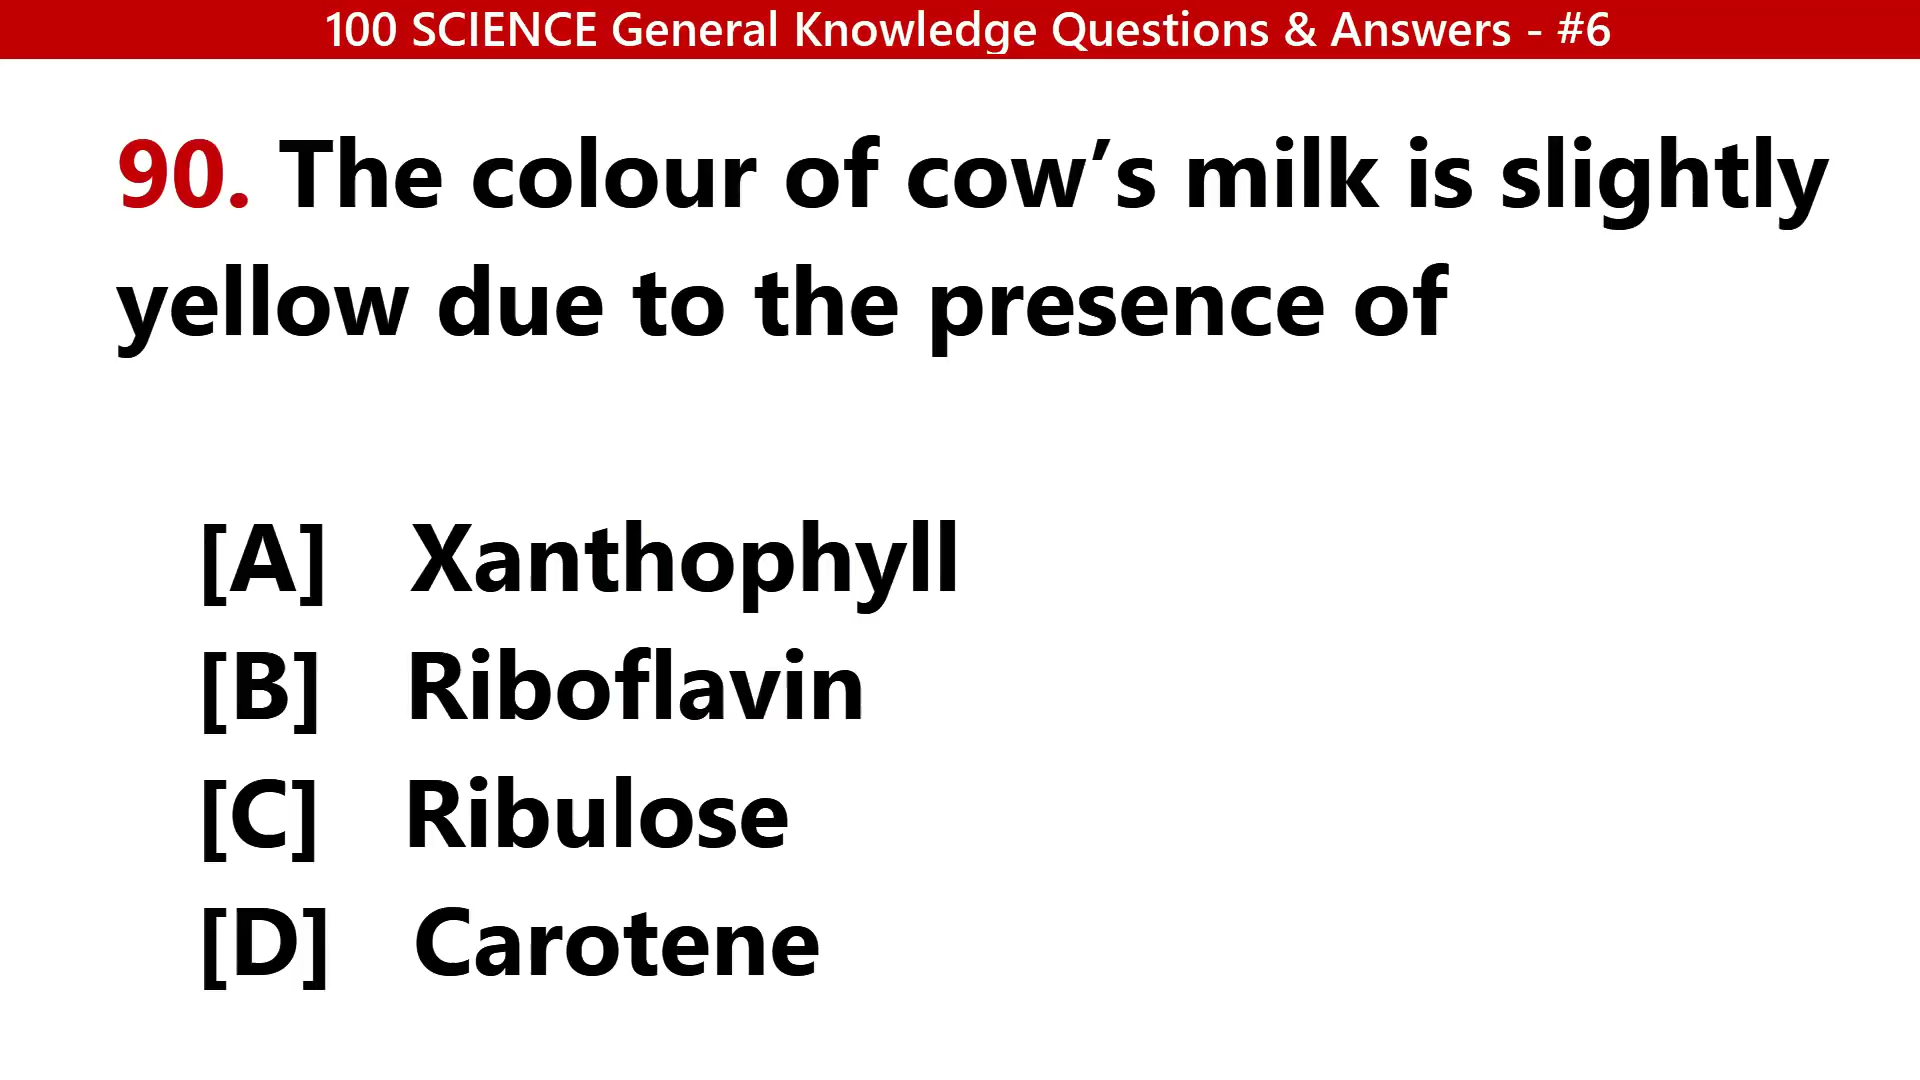 100 SCIENCE General Knowledge Questions & Answers - #6
90. The colour of cow’s milk is slightly
yellow due to the presence of
[A] Xanthophyll
[B] Riboflavin
[C] Ribulose
[D] Carotene